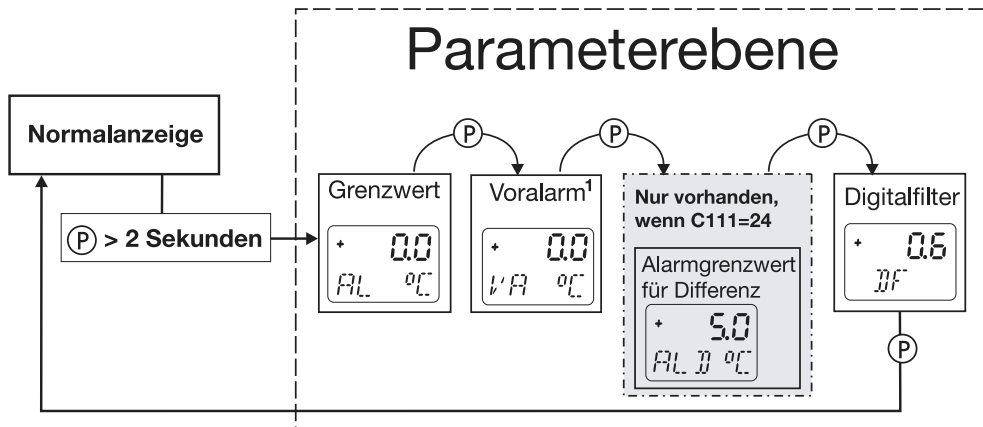 Parameterebene
Normalanzeige
P > 2 Sekunden
P
P
P
Grenzwert
+ 0.0
AL °C
Voralarm¹
+ 0.0
VA °C
Nur vorhanden,
wenn C111=24
Alarmgrenzwert
für Differenz
+ 5.0
AL D °C
Digitalfilter
+ 0.6
DF
P